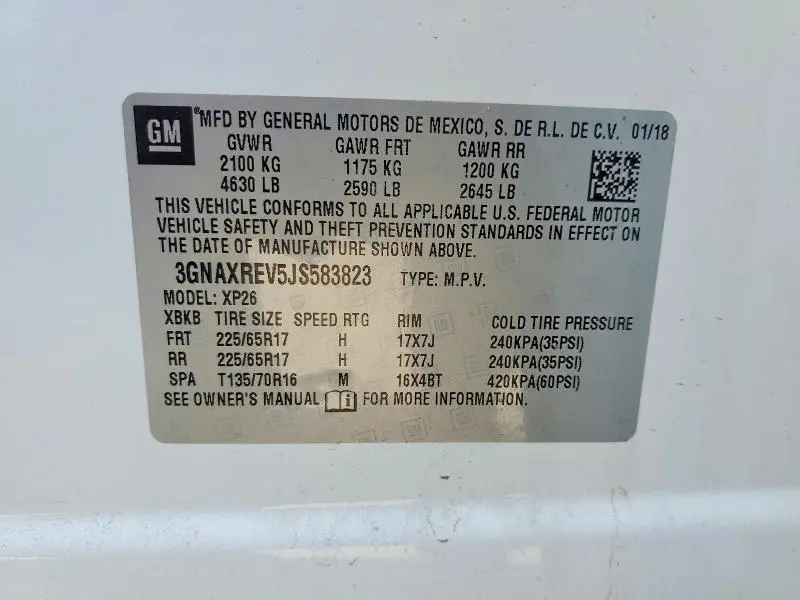 GM
®MFD BY GENERAL MOTORS DE MEXICO, S. DE R.L. DE C.V. 01/18
GVWR GAWR FRT GAWR RR
2100 KG 1175 KG 1200 KG
4630 LB 2590 LB 2645 LB
THIS VEHICLE CONFORMS TO ALL APPLICABLE U.S. FEDERAL MOTOR
VEHICLE SAFETY AND THEFT PREVENTION STANDARDS IN EFFECT ON
THE DATE OF MANUFACTURE SHOWN ABOVE.
3GNAXREV5JS583823 TYPE: M.P.V.
MODEL: XP26
XBKB TIRE SIZE SPEED RTG RIM COLD TIRE PRESSURE
FRT 225/65R17 H 17X7J 240KPA(35PSI)
RR 225/65R17 H 17X7J 240KPA(35PSI)
SPA T135/70R16 M 16X4BT 420KPA(60PSI)
SEE OWNER'S MANUAL FOR MORE INFORMATION.